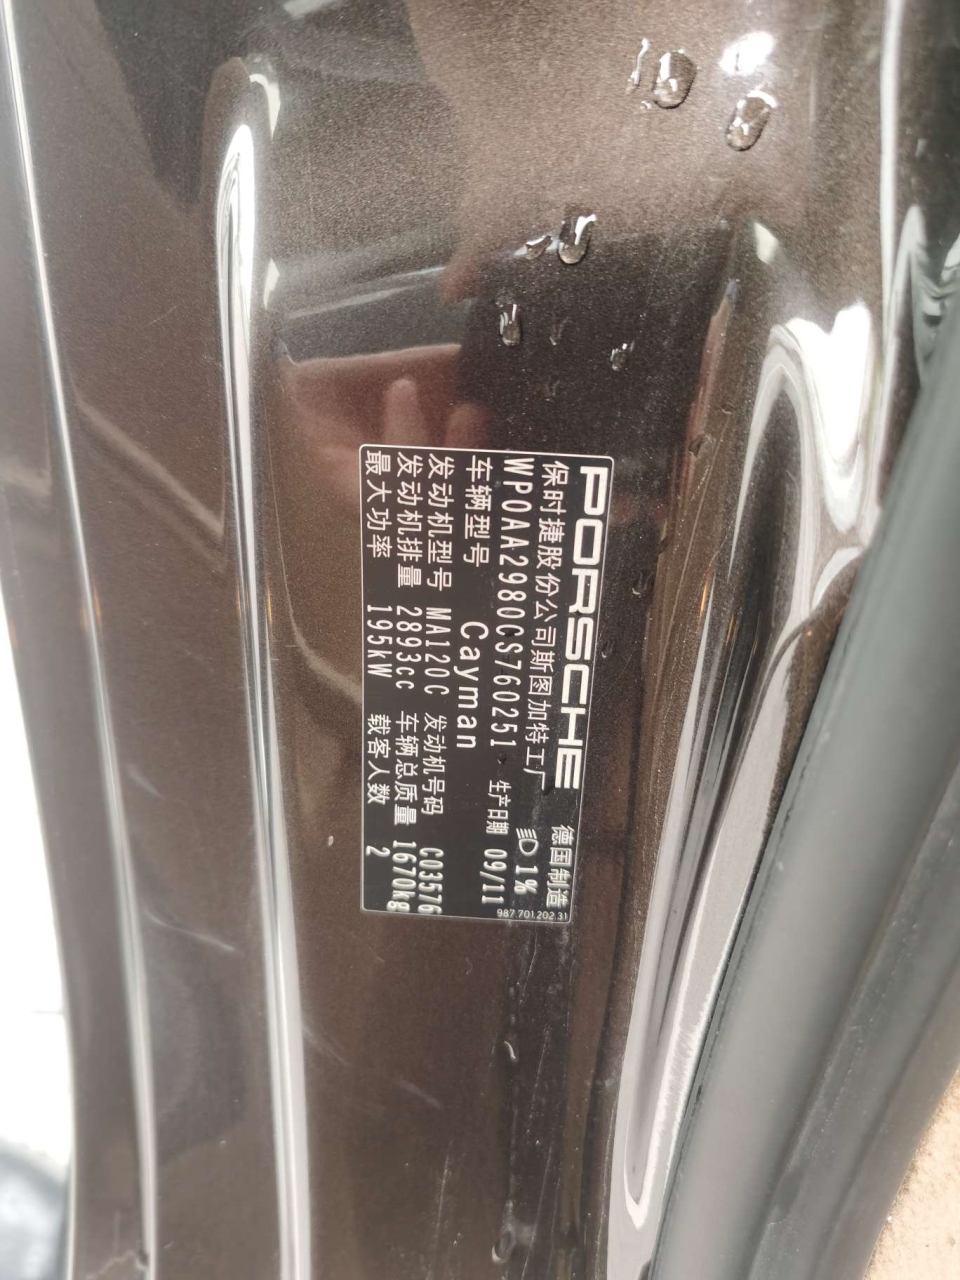 PORSCHE 德国制造
保时捷股份公司斯图加特工厂 1%
WP0AA2980CS760251 生产日期 09/11
车辆型号 Cayman
发动机型号 MA120C 发动机号码 C03576
发动机排量 2893cc 车辆总质量 1670kg
最大功率 195kW 载客人数 2
987 701 202 31